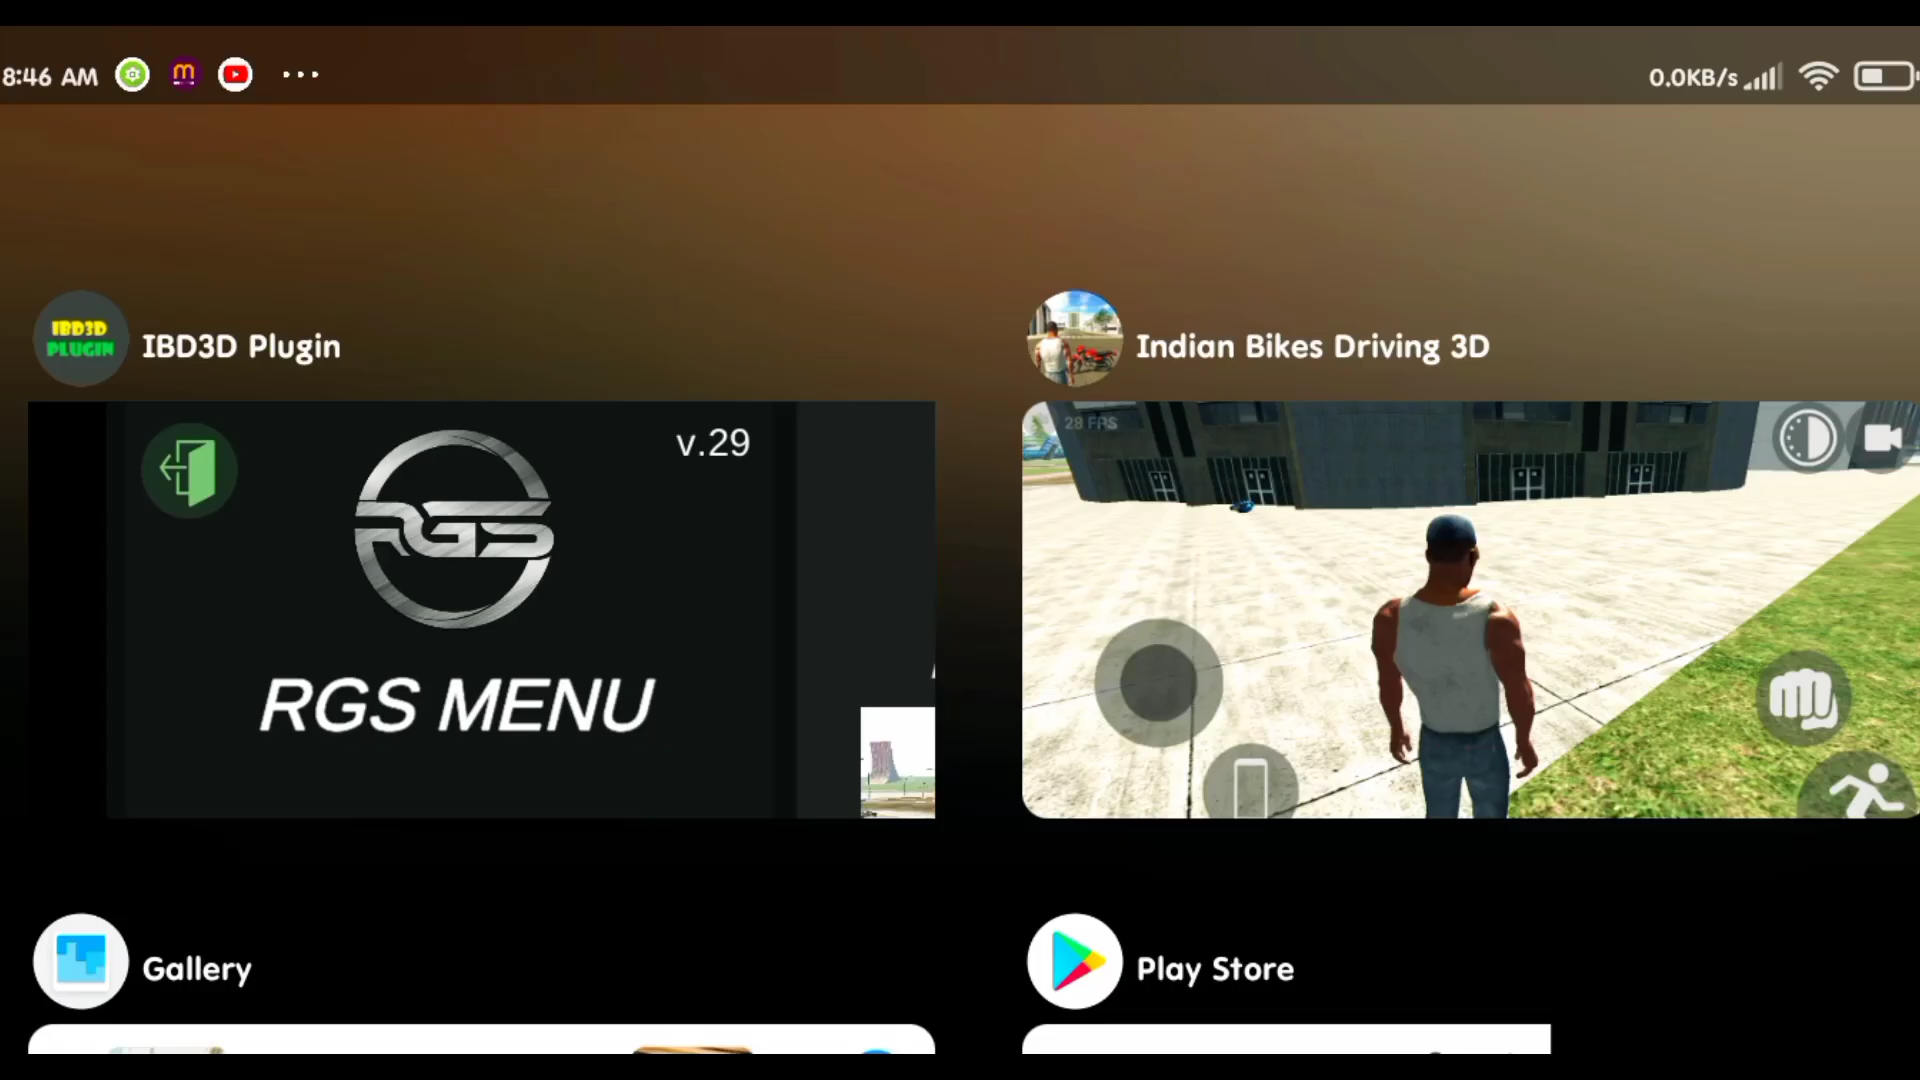 8:46 AM
0.0KB/s
IBD3D PLUGIN
IBD3D Plugin
Indian Bikes Driving 3D
v.29
RGS
RGS MENU
28 FPS
Gallery
Play Store